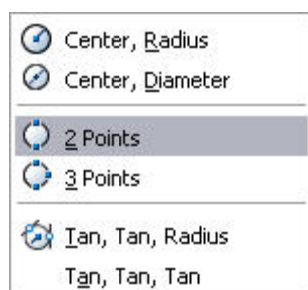 Center, Radius
Center, Diameter
2 Points
3 Points
Tan, Tan, Radius
Tan, Tan, Tan